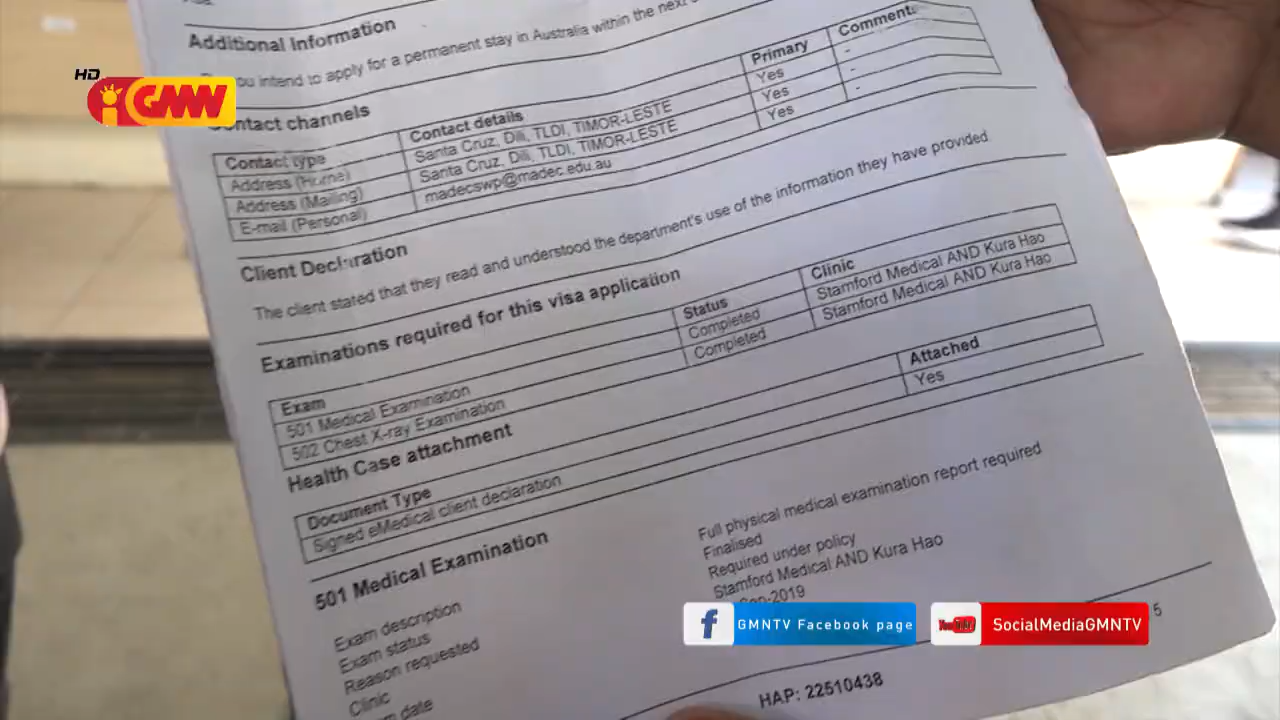 Additional Information
you intend to apply for a permanent stay in Australia within the next
HD
GMN
Contact channels
Contact type Contact details Primary Comment
Address (Home) Santa Cruz, Dili, TLDI, TIMOR-LESTE Yes -
Address (Mailing) Santa Cruz, Dili, TLDI, TIMOR-LESTE Yes -
E-mail (Personal) madecswp@madec.edu.au Yes -
Client Declaration
The client stated that they read and understood the department's use of the information they have provided
Examinations required for this visa application
Exam Status Clinic
501 Medical Examination Completed Stamford Medical AND Kura Hao
502 Chest X-ray Examination Completed Stamford Medical AND Kura Hao
Health Case attachment
Document Type Attached
Signed eMedical client declaration Yes
501 Medical Examination
Exam description Full physical medical examination report required
Exam status Finalised
Reason requested Required under policy
Clinic Stamford Medical AND Kura Hao
date Sep-2019
GMNTV Facebook page
YouTube SocialMediaGMNTV
5
HAP: 22510438